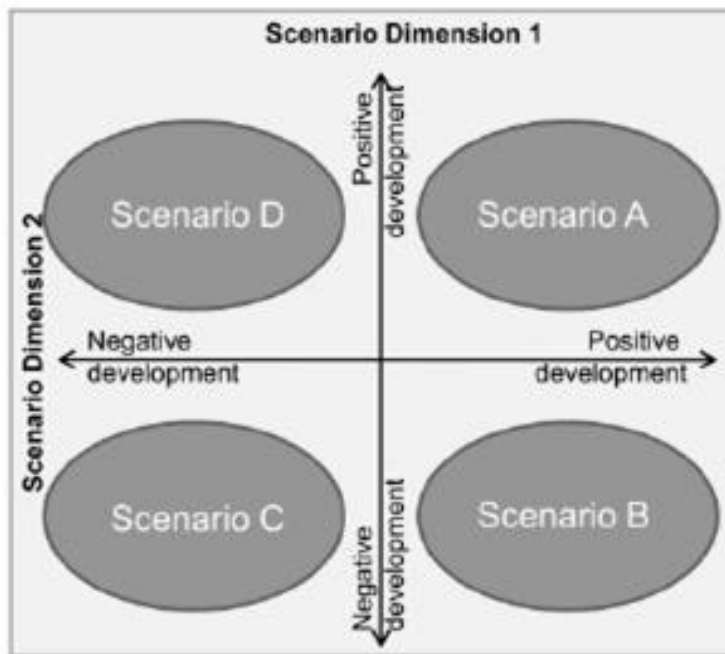 Scenario Dimension 1
Scenario Dimension 2
Positive
development
Scenario D
Scenario A
Negative
development
Positive
development
Scenario C
Scenario B
Negative
development